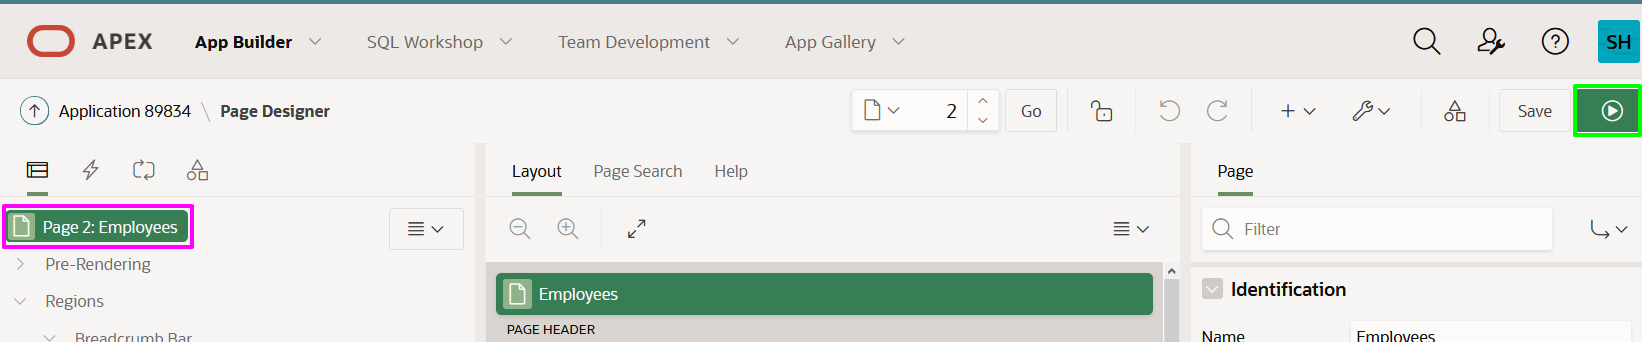 APEX App Builder SQL Workshop Team Development App Gallery SH
Application 89834 \ Page Designer 2 Go Save
Layout Page Search Help Page
Page 2: Employees Filter
Pre-Rendering
Employees Identification
Regions
PAGE HEADER
Breadcrumb Bar Name Employees